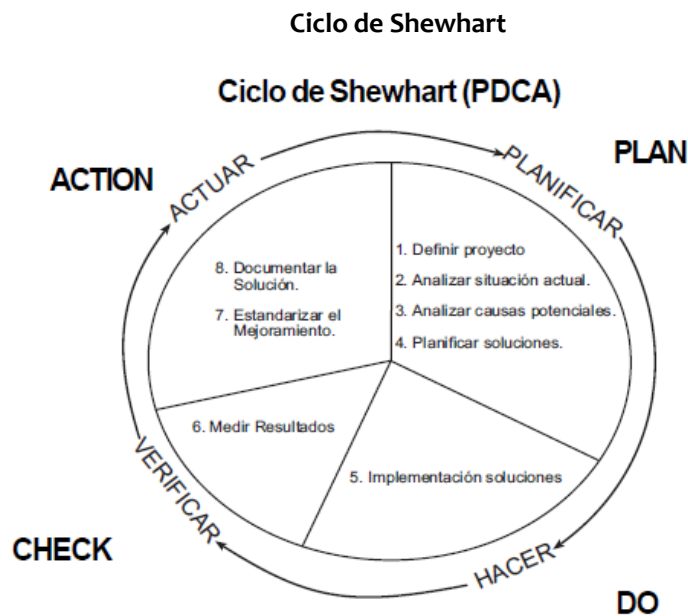 Ciclo de Shewhart
Ciclo de Shewhart (PDCA)
PLAN
PLANIFICAR
1. Definir proyecto
2. Analizar situación actual.
3. Analizar causas potenciales.
4. Planificar soluciones.
DO
HACER
5. Implementación soluciones
CHECK
VERIFICAR
6. Medir Resultados
ACTION
ACTUAR
8. Documentar la
Solución.
7. Estandarizar el
Mejoramiento.